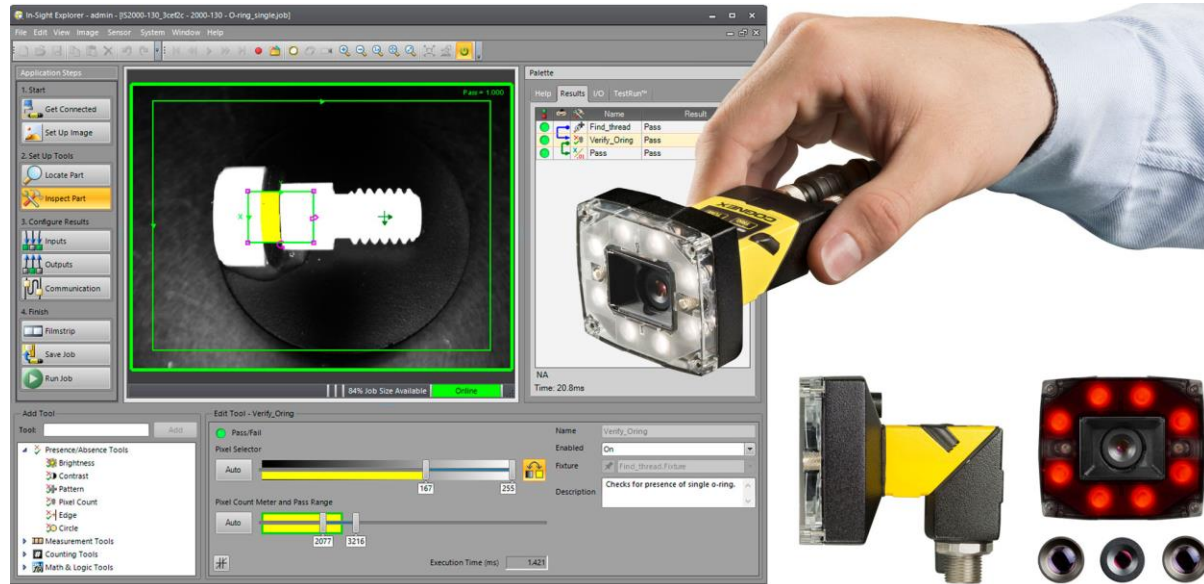 In-Sight Explorer - admin - [IS2000-130_3cef2c - 2000-130 - O-ring_single.job]
File Edit View Image Sensor System Window Help
Application Steps
1. Start
Get Connected
Set Up Image
2. Set Up Tools
Locate Part
Inspect Part
3. Configure Results
Inputs
Outputs
Communication
4. Finish
Filmstrip
Save Job
Run Job
Pass = 1.000
84% Job Size Available
Online
Palette
Help Results I/O TestRun™
Name Result
Find_thread Pass
Verify_Oring Pass
Pass Pass
NA
Time: 20.8ms
COGNEX
Add Tool
Tool: Add
Presence/Absence Tools
Brightness
Contrast
Pattern
Pixel Count
Edge
Circle
Measurement Tools
Counting Tools
Math & Logic Tools
Edit Tool - Verify_Oring
Pass/Fail
Pixel Selector
Auto
167 255
Pixel Count Meter and Pass Range
Auto
2077 3216
Execution Time (ms) 1.421
Name Verify_Oring
Enabled On
Fixture Find_thread.Fixture
Description Checks for presence of single o-ring.